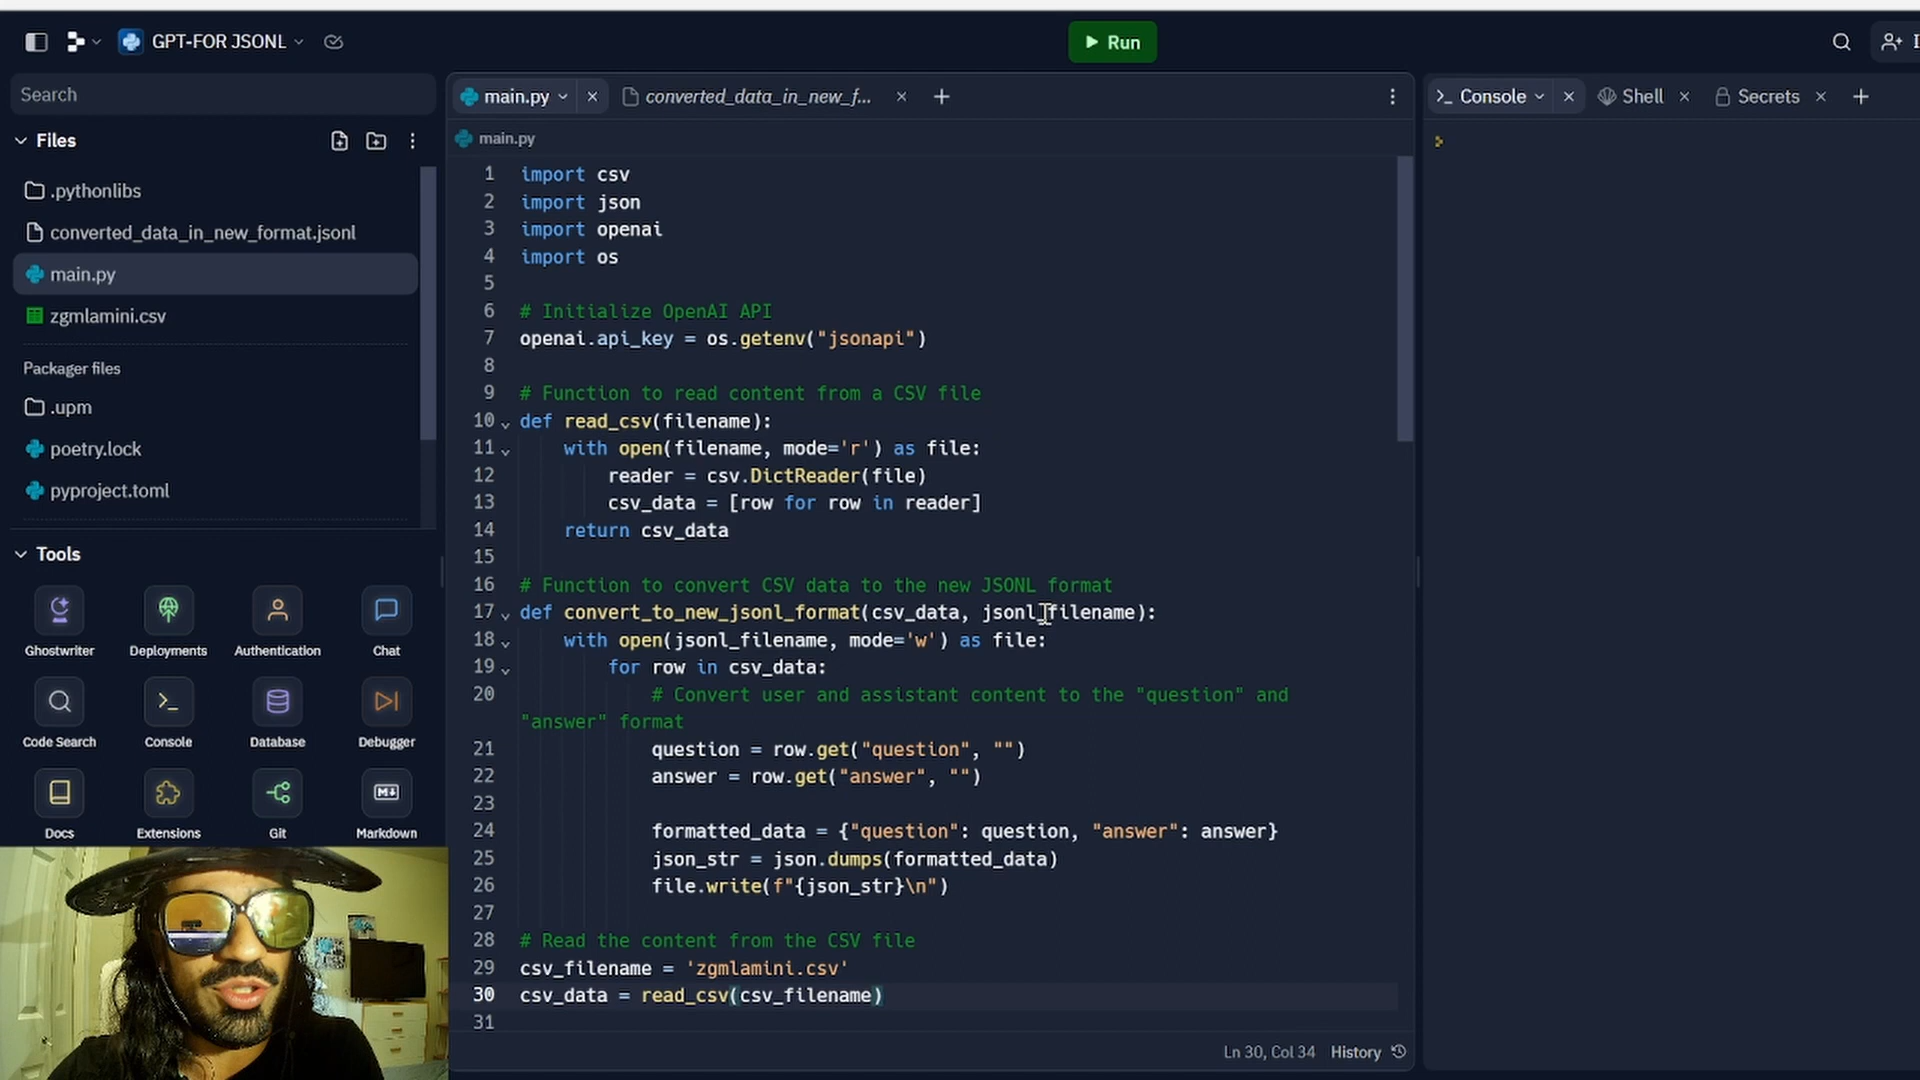 GPT-FOR JSONL
Run
Search
Files
.pythonlibs
converted_data_in_new_format.jsonl
main.py
zgmlamini.csv
Packager files
.upm
poetry.lock
pyproject.toml
Tools
Ghostwriter
Deployments
Authentication
Chat
Code Search
Console
Database
Debugger
Docs
Extensions
Git
Markdown
main.py
converted_data_in_new_f...
main.py
1 import csv
2 import json
3 import openai
4 import os
5
6 # Initialize OpenAI API
7 openai.api_key = os.getenv("jsonapi")
8
9 # Function to read content from a CSV file
10 def read_csv(filename):
11 with open(filename, mode='r') as file:
12 reader = csv.DictReader(file)
13 csv_data = [row for row in reader]
14 return csv_data
15
16 # Function to convert CSV data to the new JSONL format
17 def convert_to_new_jsonl_format(csv_data, jsonl_filename):
18 with open(jsonl_filename, mode='w') as file:
19 for row in csv_data:
20 # Convert user and assistant content to the "question" and
"answer" format
21 question = row.get("question", "")
22 answer = row.get("answer", "")
23
24 formatted_data = {"question": question, "answer": answer}
25 json_str = json.dumps(formatted_data)
26 file.write(f"{json_str}\n")
27
28 # Read the content from the CSV file
29 csv_filename = 'zgmlamini.csv'
30 csv_data = read_csv(csv_filename)
31
Ln 30, Col 34 History
Console
Shell
Secrets